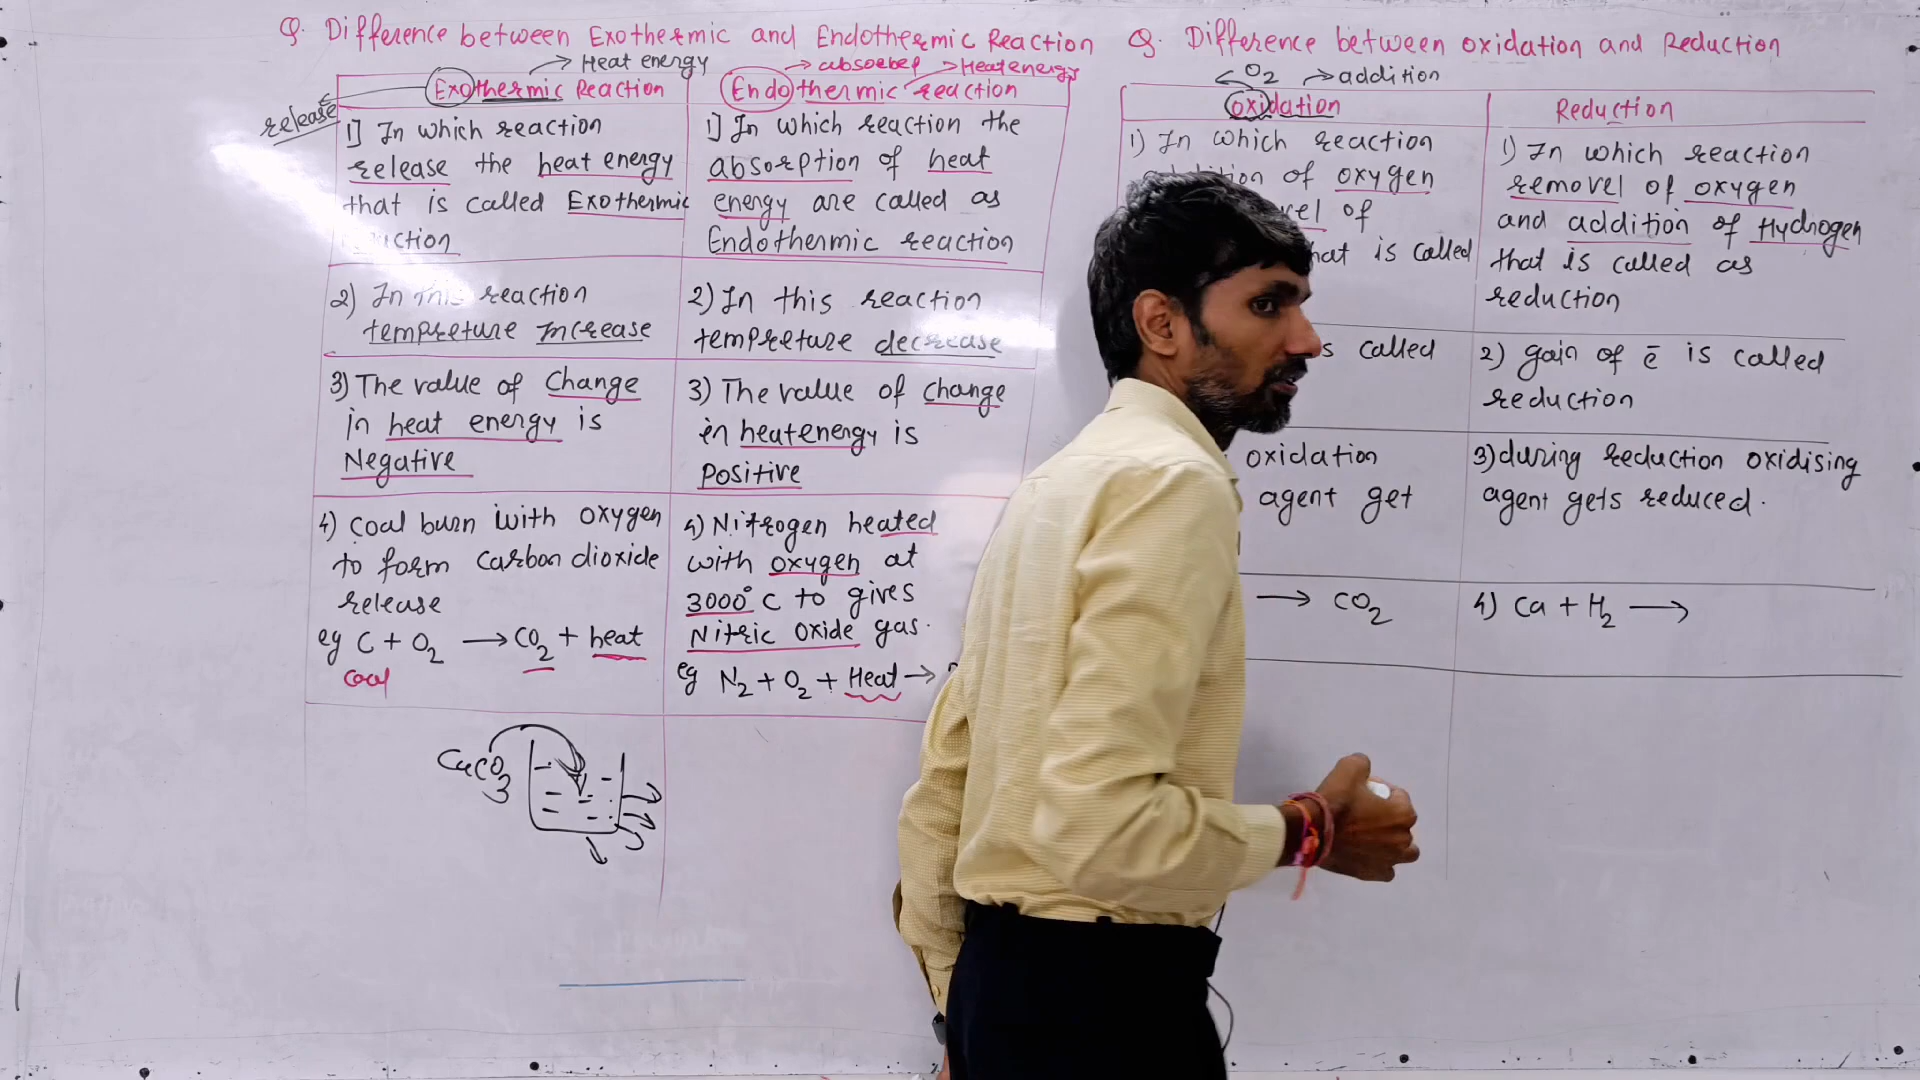 Q. Difference between Exothermic and Endothermic Reaction
Heat energy
absorbep
Heat energy
release
Exothermic Reaction
Endothermic reaction
1] In which reaction
release the heat energy
that is called Exothermic
1] In which reaction the
absorption of heat
energy are called as
Endothermic reaction
2) In this reaction
tempreture increase
2) In this reaction
tempreture decrease
3) The value of change
in heat energy is
Negative
3) The value of change
in heatenergy is
positive
4) coal burn with oxygen
to form carbon dioxide
release
eg C + O2 → CO2 + heat
coal
4) Nitrogen heated
with oxygen at
3000° C to gives
Nitric oxide gas.
eg N2 + O2 + Heat →
CaCO3
Q. Difference between oxidation and Reduction
O2
addition
oxidation
Reduction
1) In which reaction
of oxygen
of
that is called
1) In which reaction
removel of oxygen
and addition of Hydrogen
that is called as
reduction
called
2) gain of ē is called
reduction
oxidation
agent get
3) during reduction oxidising
agent gets reduced.
→ CO2
4) Ca + H2 →